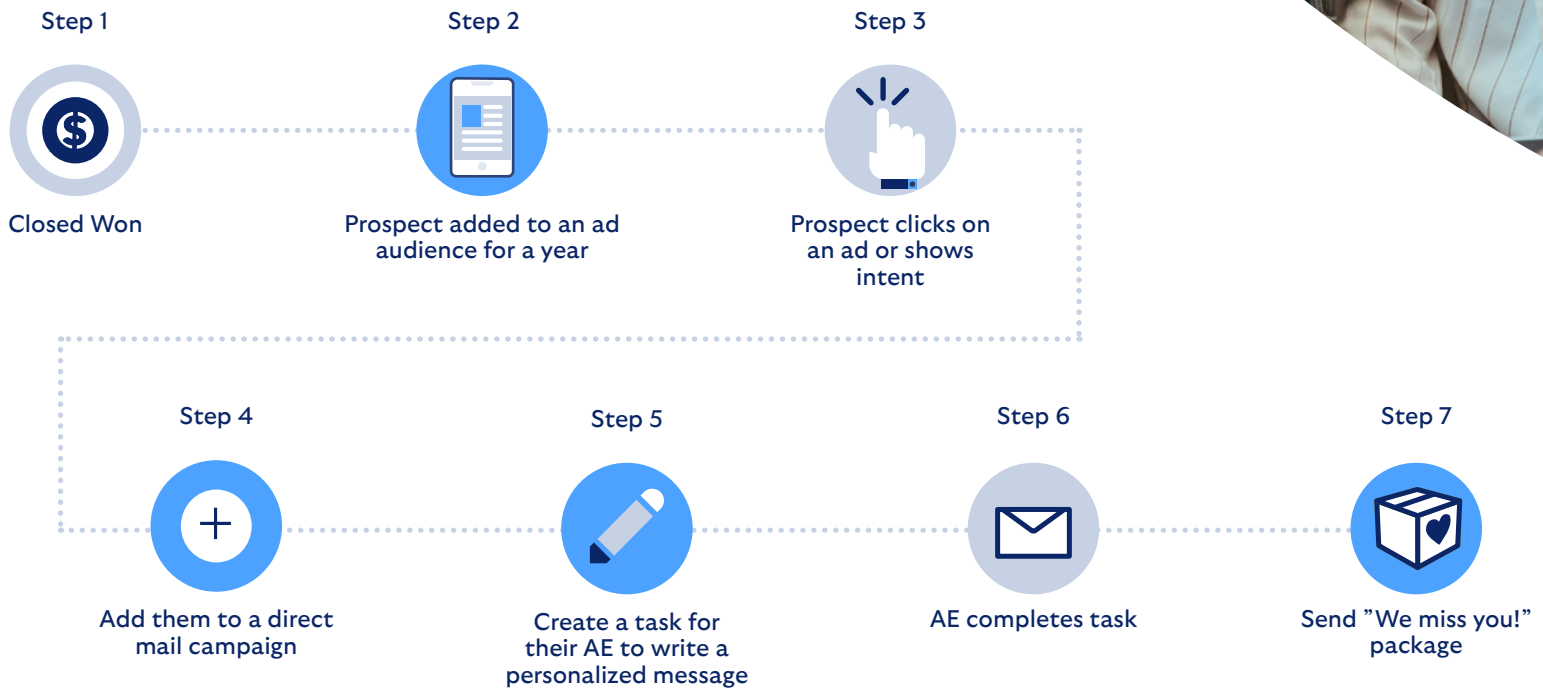 Step 1
Step 2
Step 3
$
Closed Won
Prospect added to an ad
audience for a year
Prospect clicks on
an ad or shows
intent
Step 4
Step 5
Step 6
Step 7
Add them to a direct
mail campaign
Create a task for
their AE to write a
personalized message
AE completes task
Send ”We miss you!”
package